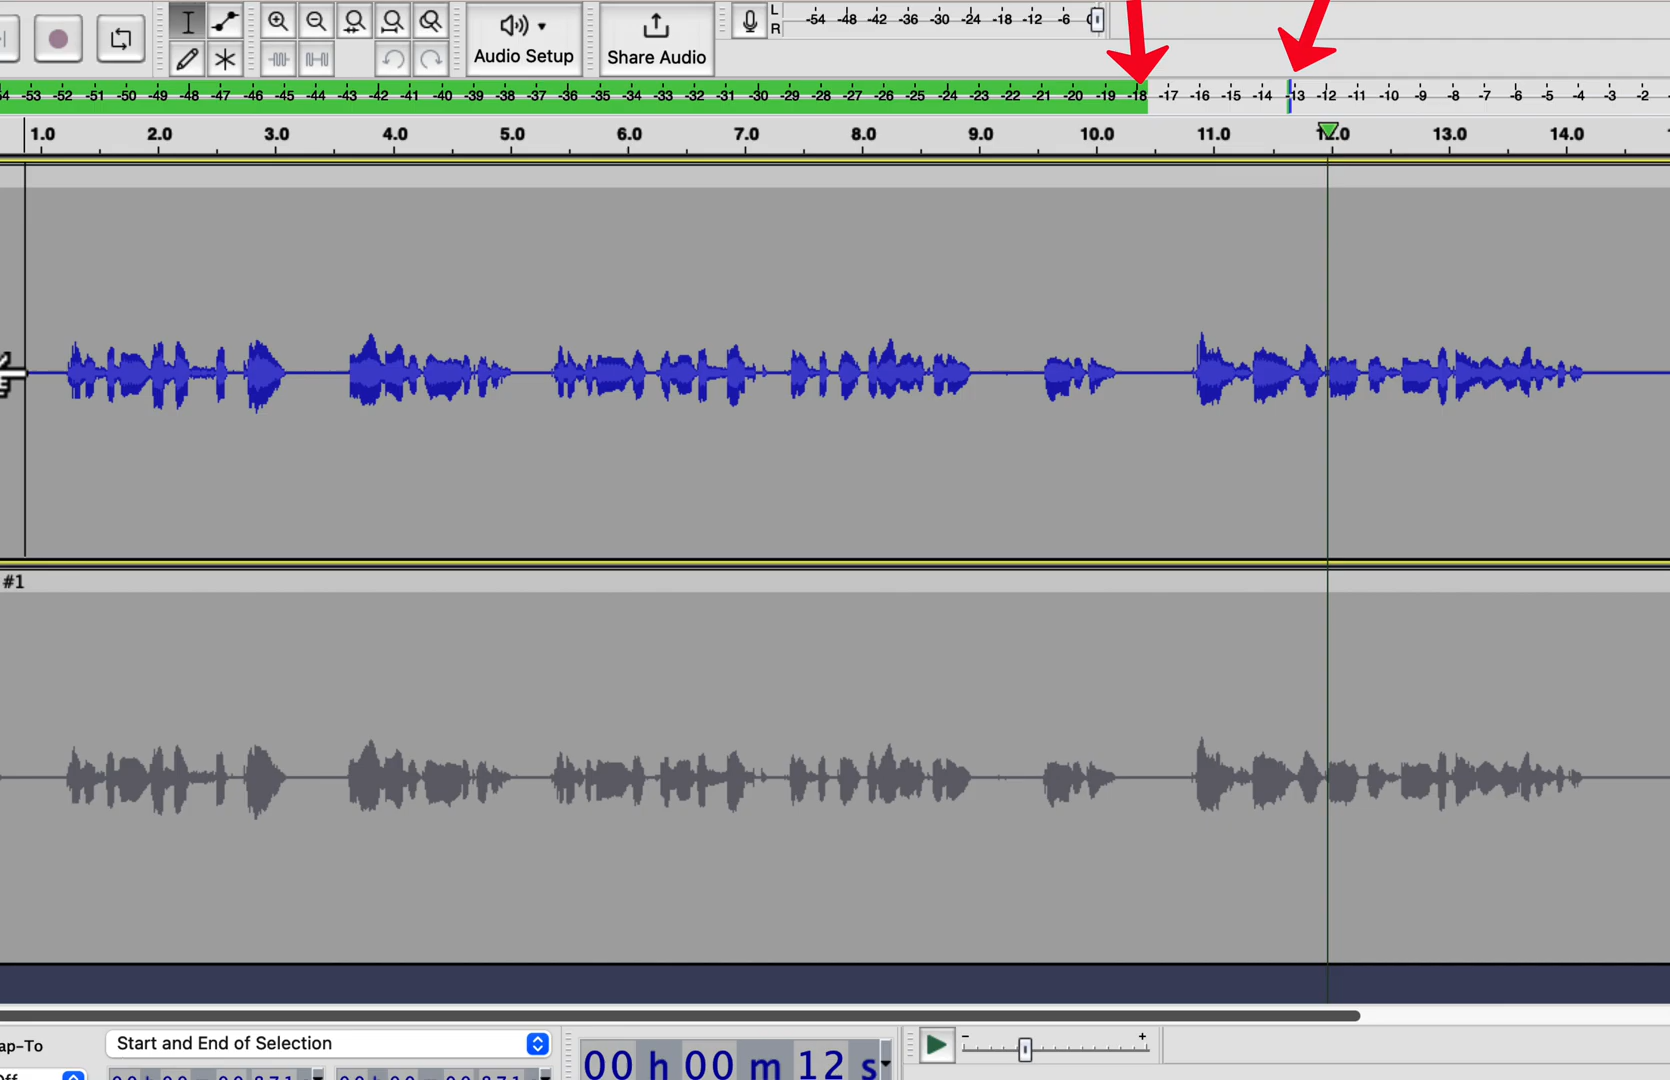 L
R
-54 -48 -42 -36 -30 -24 -18 -12 -6
Audio Setup
Share Audio
-53 -52 -51 -50 -49 -48 -47 -46 -45 -44 -43 -42 -41 -40 -39 -38 -37 -36 -35 -34 -33 -32 -31 -30 -29 -28 -27 -26 -25 -24 -23 -22 -21 -20 -19 -18 -17 -16 -15 -14 -13 -12 -11 -10 -9 -8 -7 -6 -5 -4 -3 -2
1.0 2.0 3.0 4.0 5.0 6.0 7.0 8.0 9.0 10.0 11.0 12.0 13.0 14.0
#1
ap-To
Start and End of Selection
00 h 00 m 12 s
- +